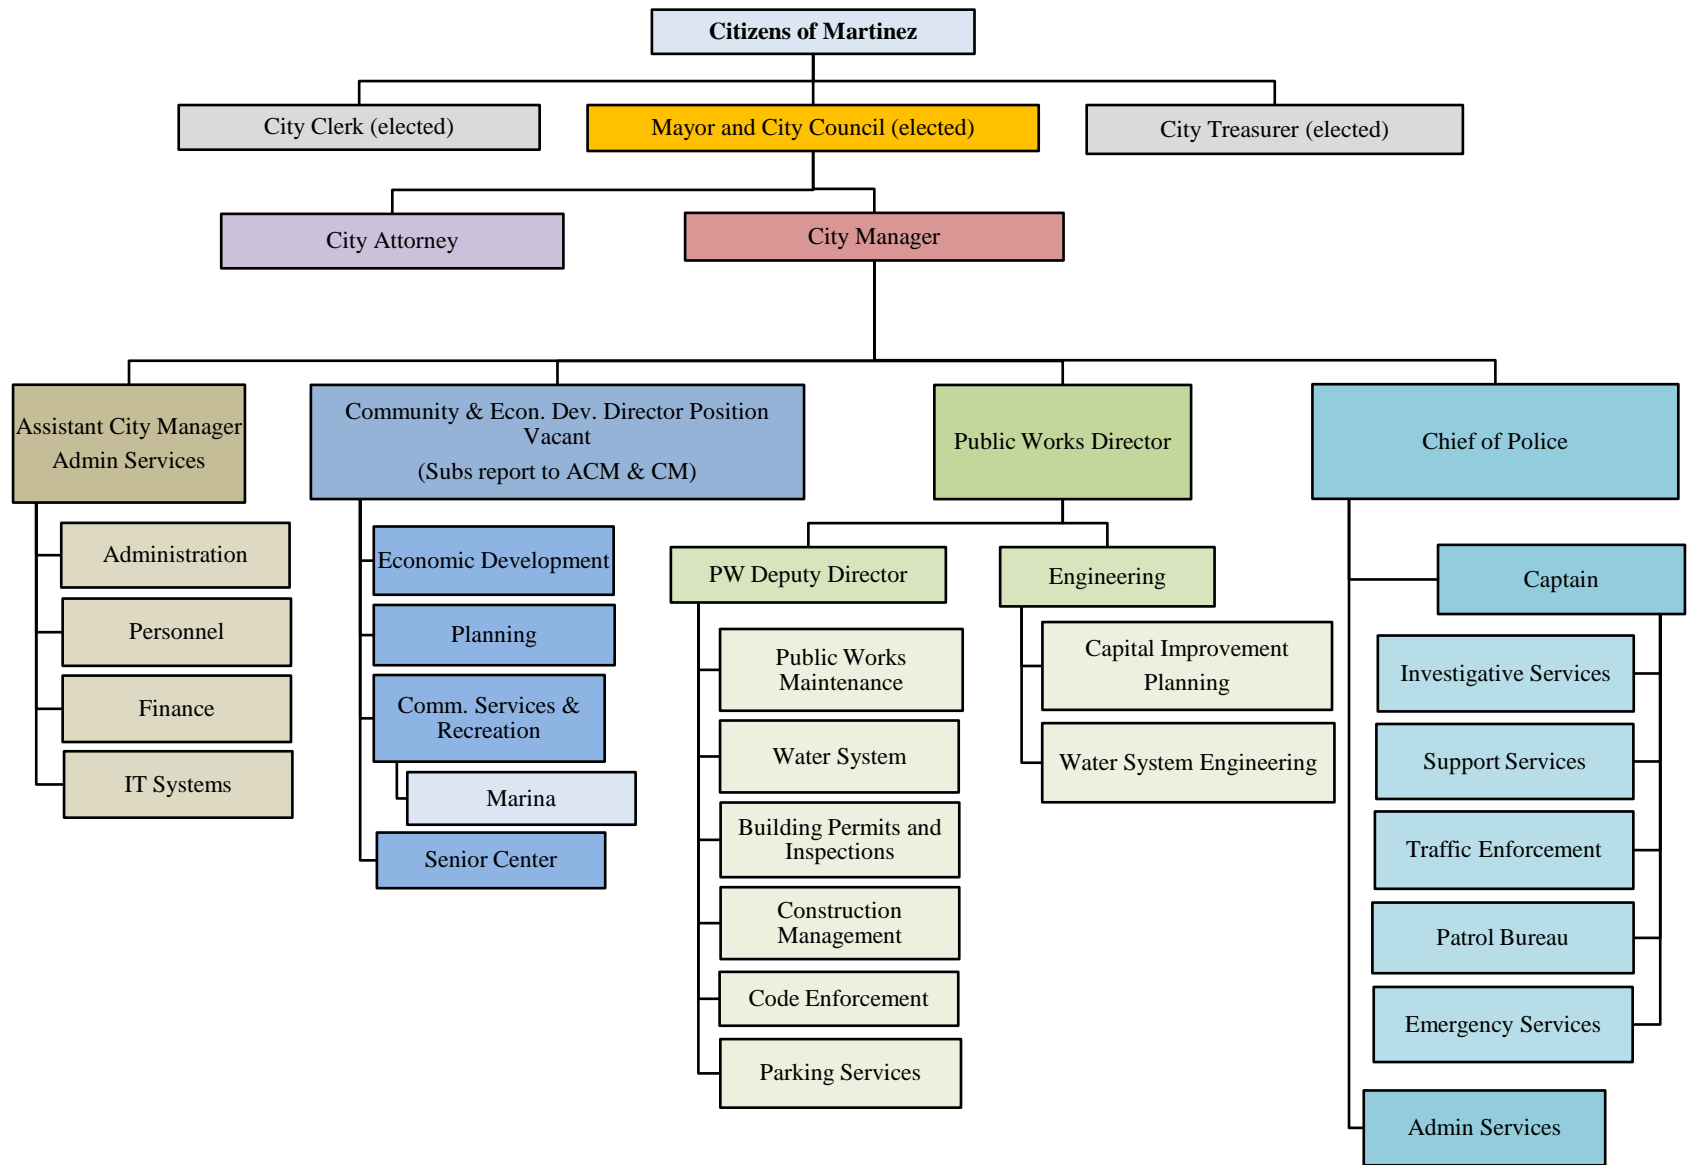 Citizens of Martinez
City Clerk (elected)
Mayor and City Council (elected)
City Treasurer (elected)
City Attorney
City Manager
Assistant City Manager
Admin Services
Community & Econ. Dev. Director Position
Vacant
(Subs report to ACM & CM)
Public Works Director
Chief of Police
Administration
Personnel
Finance
IT Systems
Economic Development
Planning
Comm. Services &
Recreation
Marina
Senior Center
PW Deputy Director
Public Works
Maintenance
Water System
Building Permits and
Inspections
Construction
Management
Code Enforcement
Parking Services
Engineering
Capital Improvement
Planning
Water System Engineering
Captain
Investigative Services
Support Services
Traffic Enforcement
Patrol Bureau
Emergency Services
Admin Services